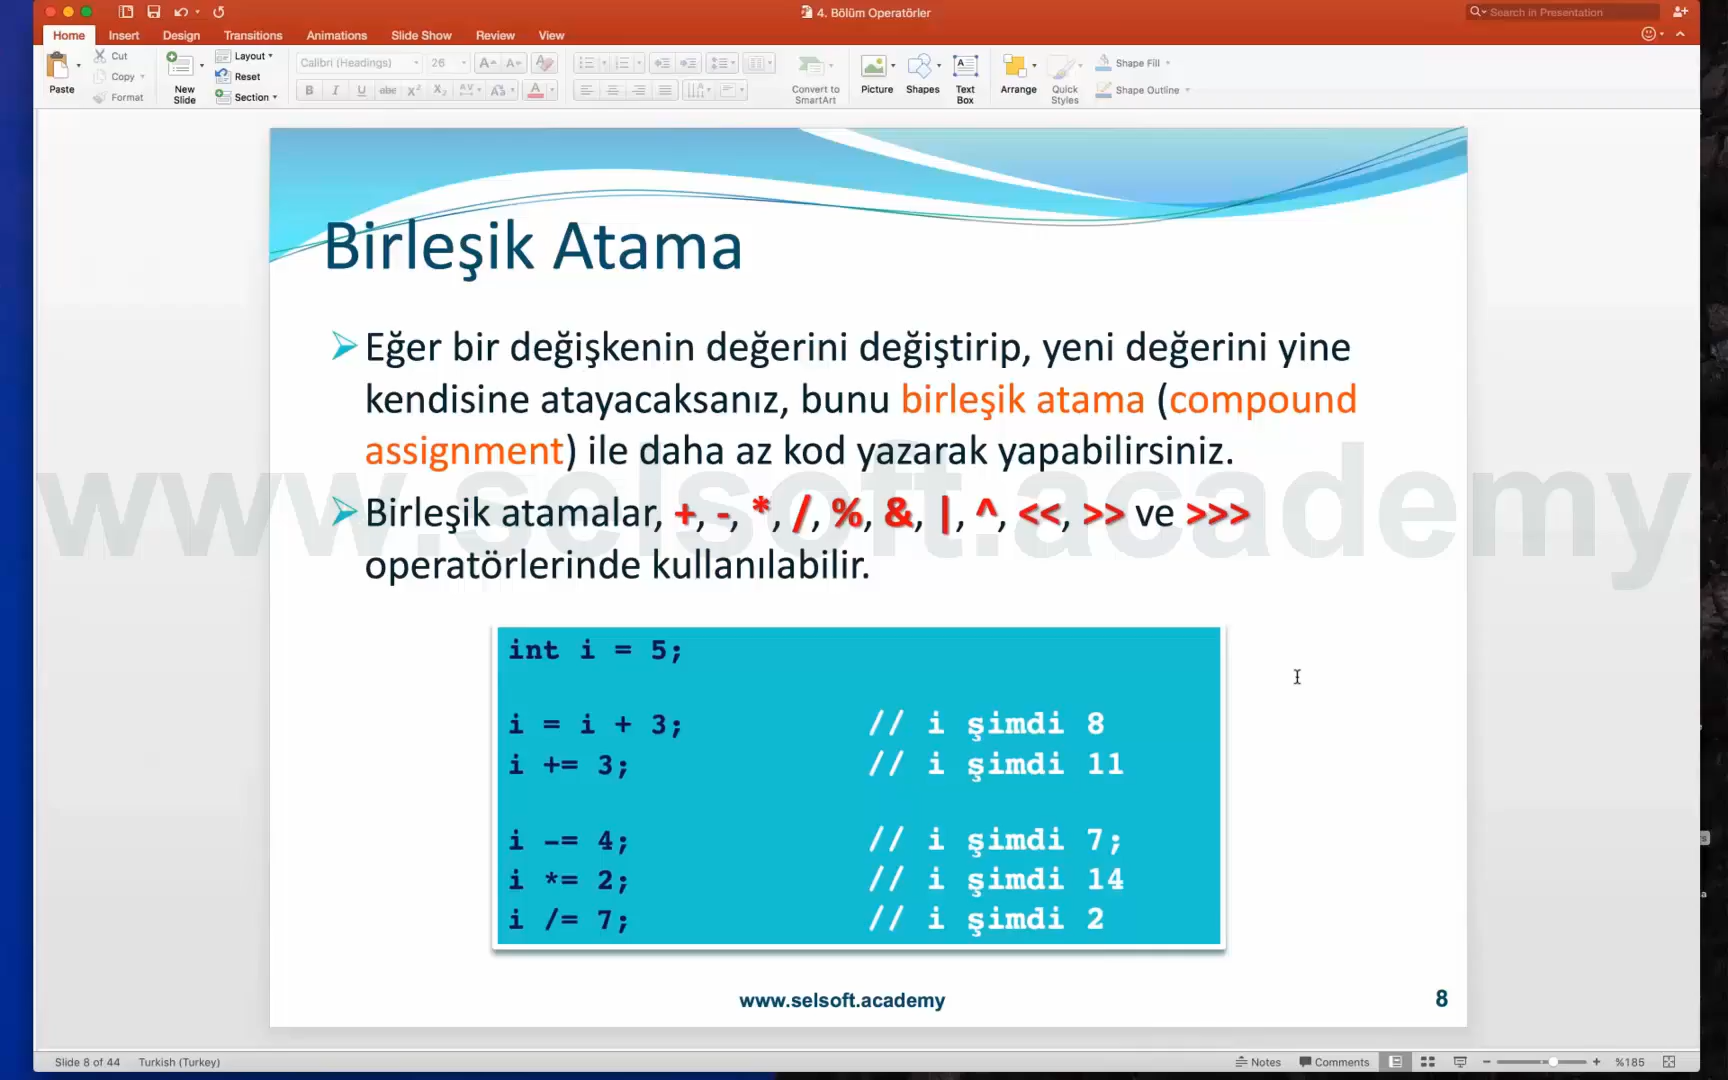 4. Bölüm Operatörler
Search in Presentation
Home Insert Design Transitions Animations Slide Show Review View
Paste
Cut
Copy
Format
New Slide
Layout
Reset
Section
Calibri (Headings) 26
Convert to SmartArt
Picture
Shapes
Text Box
Arrange
Quick Styles
Shape Fill
Shape Outline
Birleşik Atama
Eğer bir değişkenin değerini değiştirip, yeni değerini yine
kendisine atayacaksanız, bunu birleşik atama (compound
assignment) ile daha az kod yazarak yapabilirsiniz.
www.selsoft.academy
Birleşik atamalar, +, -, *, /, %, &, |, ^, <<, >> ve >>>
operatörlerinde kullanılabilir.
int i = 5;
i = i + 3; // i şimdi 8
i += 3; // i şimdi 11
i -= 4; // i şimdi 7;
i *= 2; // i şimdi 14
i /= 7; // i şimdi 2
www.selsoft.academy
8
Slide 8 of 44 Turkish (Turkey) Notes Comments %185